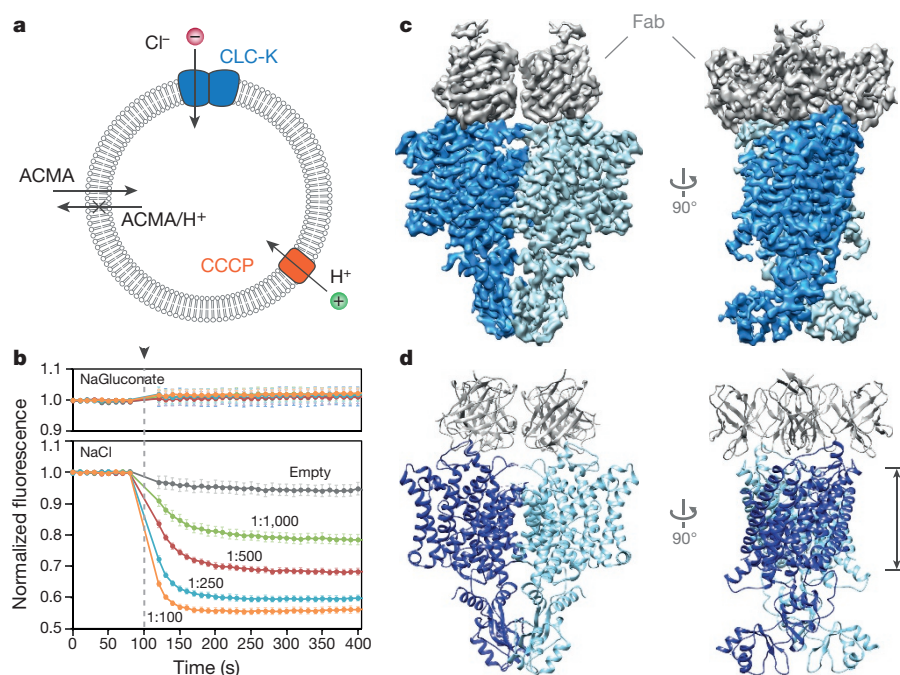 a
Cl⁻
−
CLC-K
ACMA
ACMA/H⁺
CCCP
H⁺
+
b
1.1
NaGluconate
1.0
0.9
1.1
NaCl
1.0
Empty
0.9
1:1,000
0.8
1:500
0.7
1:250
0.6
1:100
0.5
0 50 100 150 200 250 300 350 400
Time (s)
Normalized fluorescence
c
Fab
90°
d
90°